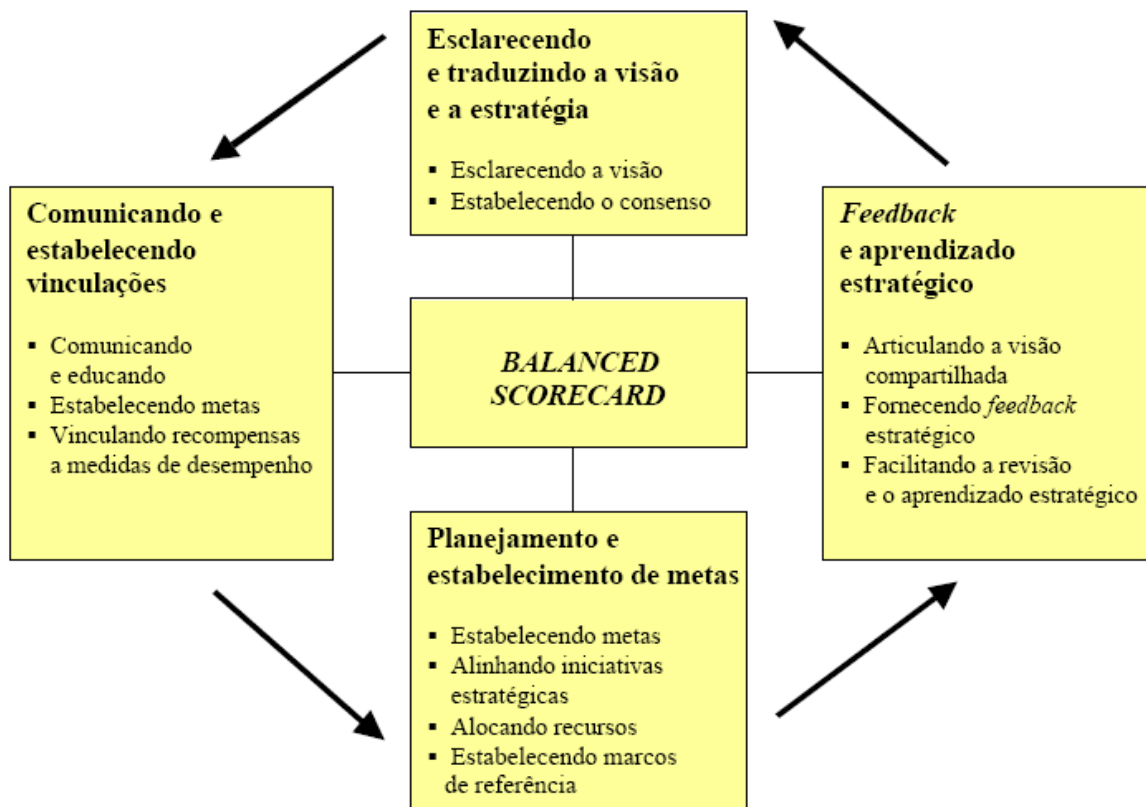 Esclarecendo
e traduzindo a visão
e a estratégia
▪ Esclarecendo a visão
▪ Estabelecendo o consenso
Comunicando e
estabelecendo
vinculações
▪ Comunicando
e educando
▪ Estabelecendo metas
▪ Vinculando recompensas
a medidas de desempenho
BALANCED
SCORECARD
Feedback
e aprendizado
estratégico
▪ Articulando a visão
compartilhada
▪ Fornecendo feedback
estratégico
▪ Facilitando a revisão
e o aprendizado estratégico
Planejamento e
estabelecimento de metas
▪ Estabelecendo metas
▪ Alinhando iniciativas
estratégicas
▪ Alocando recursos
▪ Estabelecendo marcos
de referência